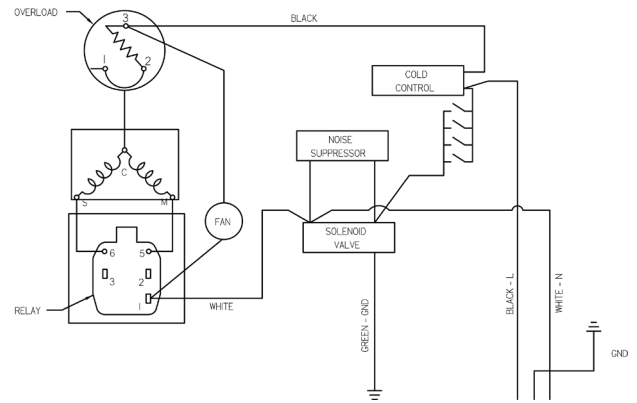 OVERLOAD
3
BLACK
1
2
COLD
CONTROL
NOISE
SUPPRESSOR
C
S
M
FAN
SOLENOID
VALVE
6
5
3
2
1
RELAY
WHITE
GREEN - GND
BLACK - L
WHITE - N
GND